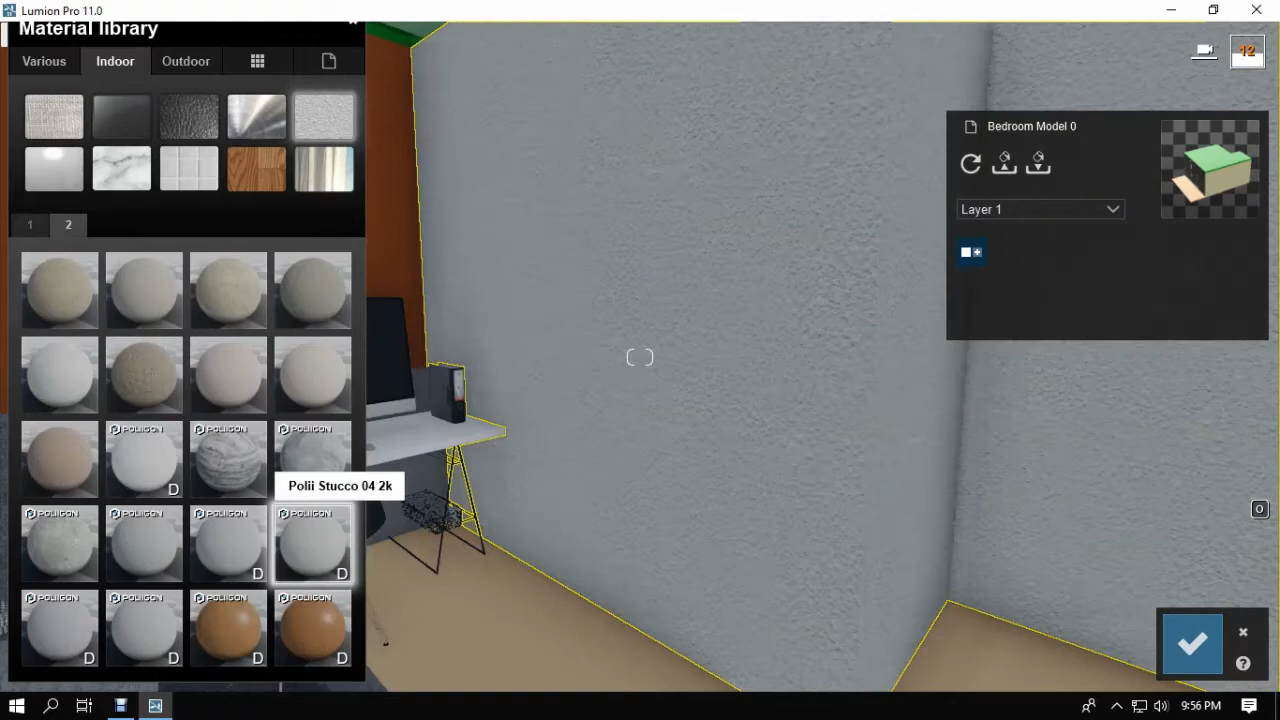 Lumion Pro 11.0
Material library
Various
Indoor
Outdoor
12
Bedroom Model 0
Layer 1
1
2
POLIIGON
D
POLIIGON
POLIIGON
Polii Stucco 04 2k
POLIIGON
POLIIGON
POLIIGON
D
POLIIGON
D
POLIIGON
D
POLIIGON
D
POLIIGON
D
POLIIGON
D
O
9:56 PM